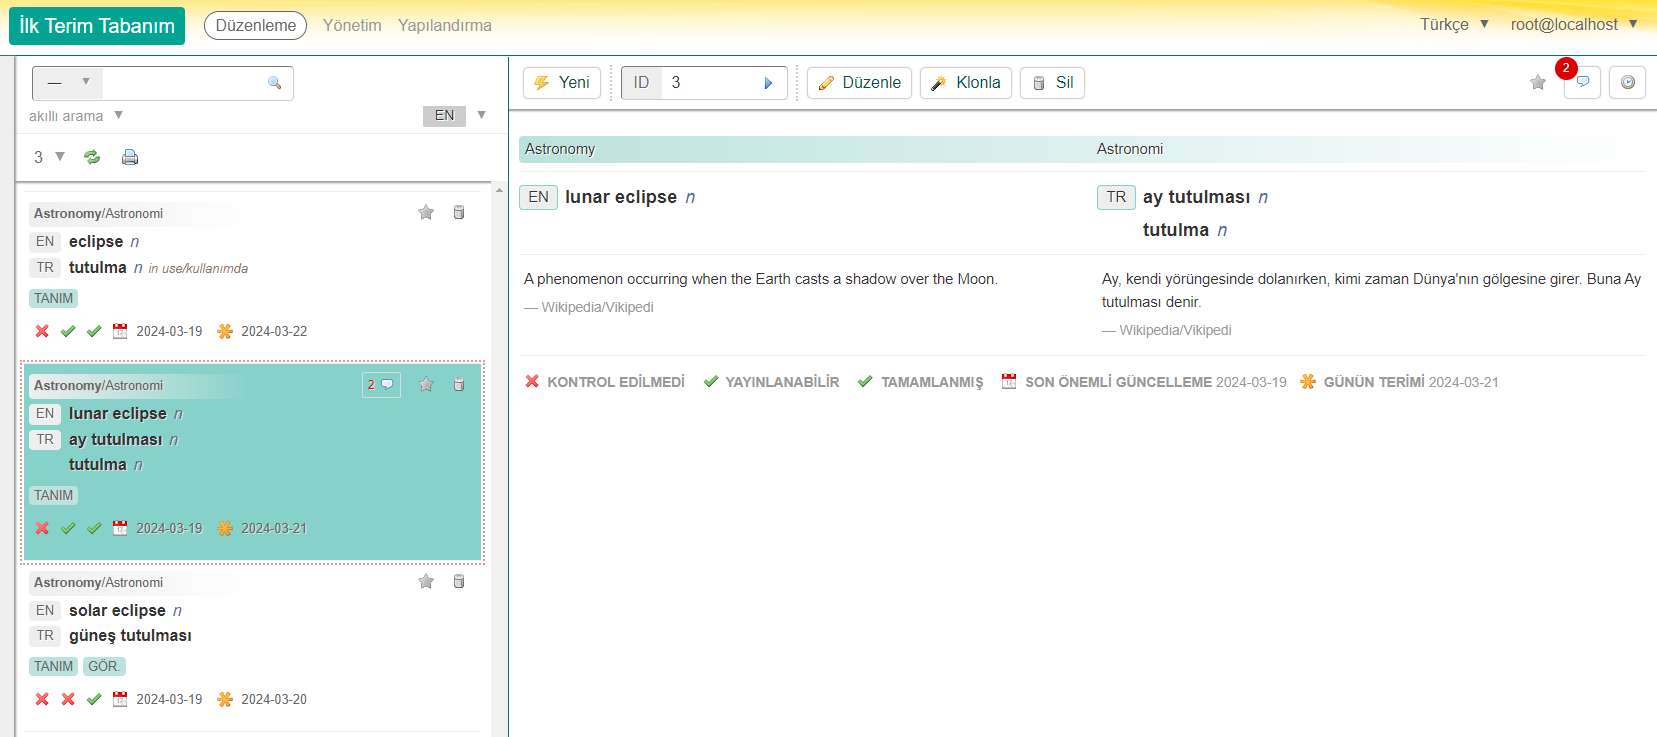 İlk Terim Tabanım
Düzenleme
Yönetim
Yapılandırma
Türkçe
root@localhost
—
akıllı arama
EN
3
Astronomy/Astronomi
EN eclipse n
TR tutulma n in use/kullanımda
TANIM
2024-03-19 2024-03-22
Astronomy/Astronomi 2
EN lunar eclipse n
TR ay tutulması n
tutulma n
TANIM
2024-03-19 2024-03-21
Astronomy/Astronomi
EN solar eclipse n
TR güneş tutulması
TANIM GÖR.
2024-03-19 2024-03-20
Yeni
ID 3
Düzenle
Klonla
Sil
2
Astronomy Astronomi
EN lunar eclipse n
TR ay tutulması n
tutulma n
A phenomenon occurring when the Earth casts a shadow over the Moon.
— Wikipedia/Vikipedi
Ay, kendi yörüngesinde dolanırken, kimi zaman Dünya'nın gölgesine girer. Buna Ay
tutulması denir.
— Wikipedia/Vikipedi
KONTROL EDİLMEDİ YAYINLANABİLİR TAMAMLANMIŞ SON ÖNEMLİ GÜNCELLEME 2024-03-19 GÜNÜN TERİMİ 2024-03-21